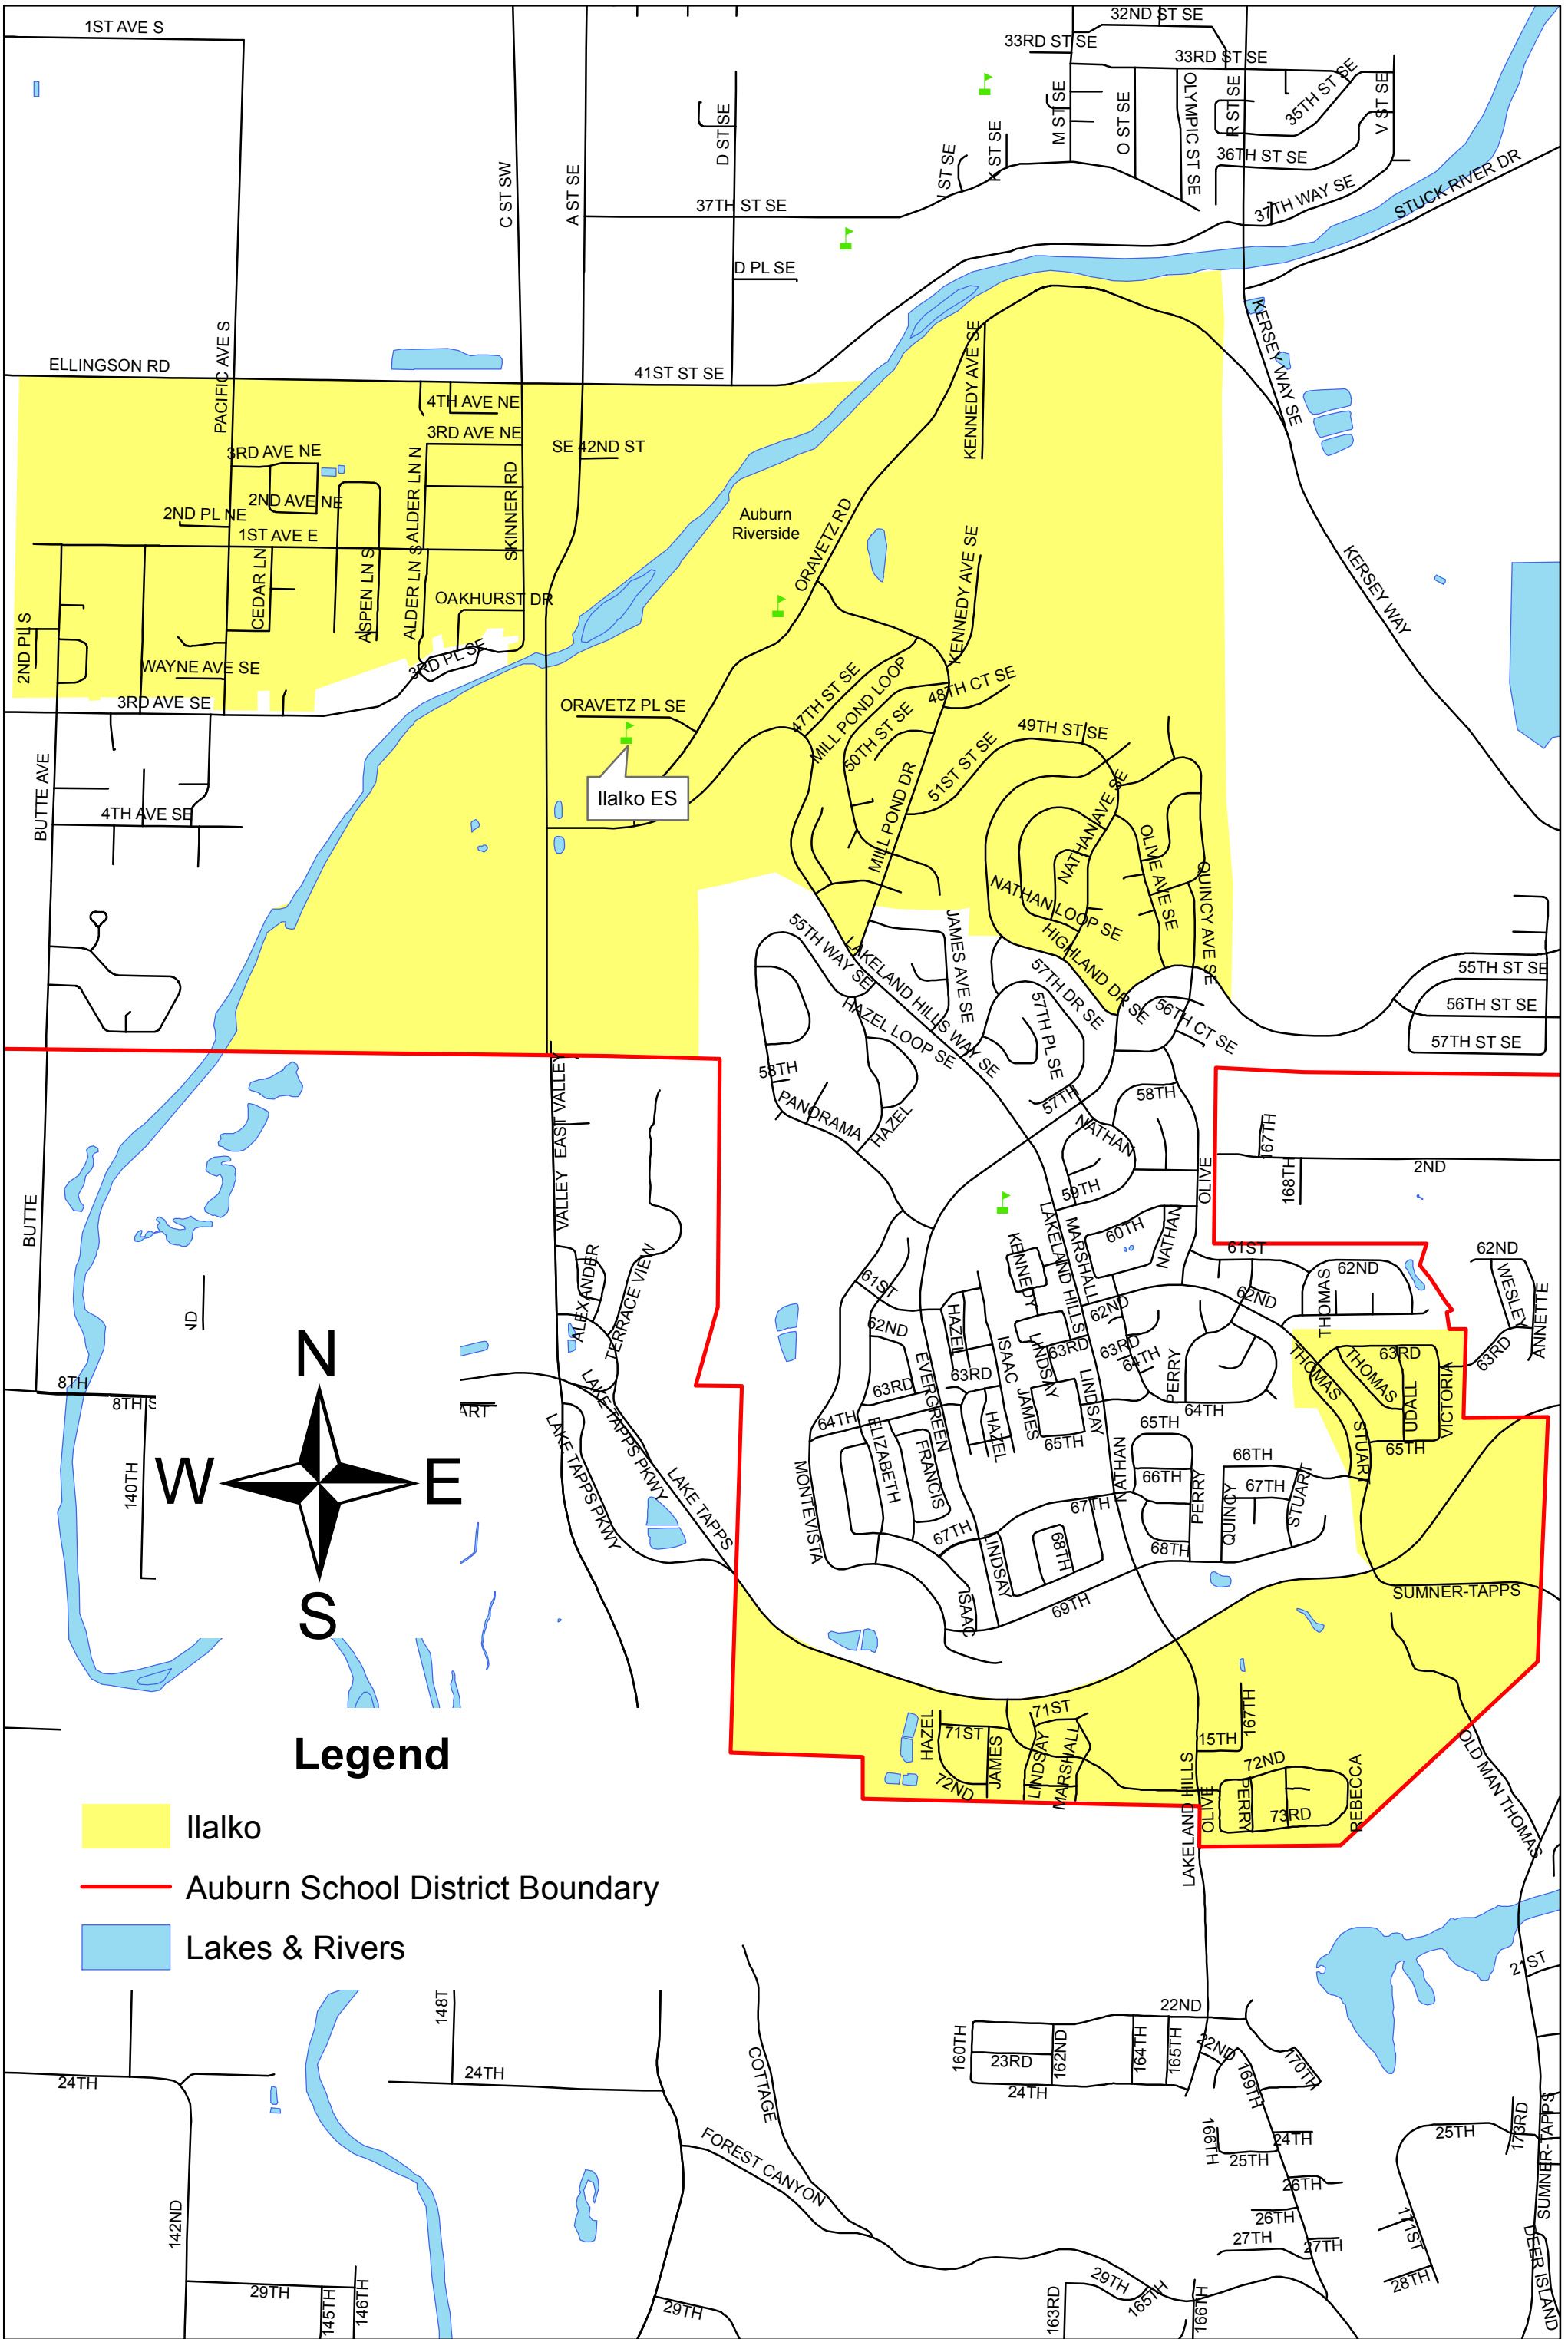 1ST AVE S
32ND ST SE
33RD ST SE
33RD ST SE
35TH ST SE
D ST SE
M ST SE
O ST SE
OLYMPIC ST SE
R ST SE
V ST SE
K ST SE
36TH ST SE
37TH WAY SE
STUCK RIVER DR
C ST SW
A ST SE
37TH ST SE
D PL SE
KERSEY WAY SE
PACIFIC AVE S
ELLINGSON RD
41ST ST SE
KENNEDY AVE SE
4TH AVE NE
3RD AVE NE
3RD AVE NE
SE 42ND ST
ALDER LN N
SKINNER RD
2ND AVE NE
2ND PL NE
1ST AVE E
Auburn
Riverside
ORAVETZ RD
KENNEDY AVE SE
KERSEY WAY
CEDAR LN
ASPEN LN S
ALDER LN S
OAKHURST DR
2ND PL S
WAYNE AVE SE
3RD PL SE
3RD AVE SE
ORAVETZ PL SE
47TH ST SE
MILL POND LOOP
48TH CT SE
50TH ST SE
51ST ST SE
49TH ST SE
MILL POND DR
NATHAN AVE SE
OLIVE AVE SE
QUINCY AVE SE
NATHAN LOOP SE
HIGHLAND DR SE
Ilalko ES
BUTTE AVE
4TH AVE SE
55TH WAY SE
LAKELAND HILLS WAY SE
JAMES AVE SE
57TH DR SE
57TH PL SE
56TH CT SE
HAZEL LOOP SE
55TH ST SE
56TH ST SE
57TH ST SE
58TH
PANORAMA
HAZEL
57TH
58TH
NATHAN
59TH
OLIVE
167TH
168TH
2ND
EAST VALLEY
VALLEY
BUTTE
ALEXANDER
TERRACE VIEW
LAKELAND HILLS
MARSHALL
60TH
NATHAN
KENNEDY
61ST
62ND
62ND
THOMAS
62ND
WESLEY
ANNETTE
63RD
61ST
62ND
HAZEL
ISAAC
LINDSAY
62ND
63RD
63RD
64TH
PERRY
63RD
63RD
EVERGREEN
JAMES
LINDSAY
64TH
THOMAS
THOMAS
63RD
UDALL
VICTORIA
65TH
STUART
64TH
ELIZABETH
FRANCIS
HAZEL
65TH
65TH
66TH
66TH
67TH
67TH
67TH
68TH
68TH
69TH
NATHAN
PERRY
QUINCY
STUART
MONTEVISTA
LINDSAY
ISAAC
LAKE TAPPS PKWY
LAKE TAPPS PKWY
LAKE TAPPS
SUMNER-TAPPS
8TH
8TH S
140TH
ND
ART
N
W
E
S
HAZEL
71ST
71ST
72ND
JAMES
LINDSAY
MARSHALL
15TH
167TH
72ND
PERRY
73RD
REBECCA
OLIVE
LAKELAND HILLS
OLD MAN THOMAS
Legend
Ilalko
Auburn School District Boundary
Lakes & Rivers
21ST
148T
24TH
24TH
142ND
29TH
145TH
146TH
29TH
COTTAGE
FOREST CANYON
160TH
23RD
162ND
24TH
164TH
165TH
22ND
22ND
169TH
170TH
166TH
24TH
25TH
26TH
26TH
27TH
27TH
25TH
173RD
171ST
28TH
SUMNER-TAPPS
DEER ISLAND
163RD
29TH
165TH
166TH